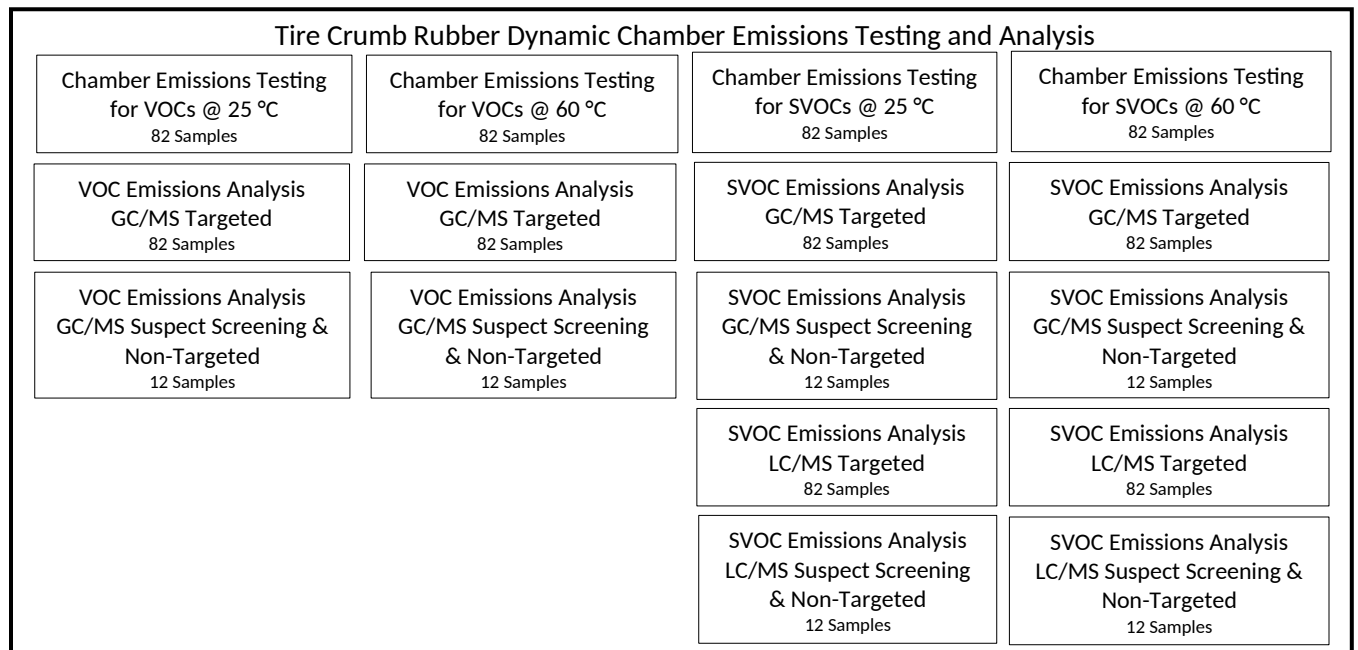 Tire Crumb Rubber Dynamic Chamber Emissions Testing and Analysis
Chamber Emissions Testing
for VOCs @ 25 °C
82 Samples
Chamber Emissions Testing
for VOCs @ 60 °C
82 Samples
Chamber Emissions Testing
for SVOCs @ 25 °C
82 Samples
Chamber Emissions Testing
for SVOCs @ 60 °C
82 Samples
VOC Emissions Analysis
GC/MS Targeted
82 Samples
VOC Emissions Analysis
GC/MS Targeted
82 Samples
SVOC Emissions Analysis
GC/MS Targeted
82 Samples
SVOC Emissions Analysis
GC/MS Targeted
82 Samples
VOC Emissions Analysis
GC/MS Suspect Screening &
Non-Targeted
12 Samples
VOC Emissions Analysis
GC/MS Suspect Screening
& Non-Targeted
12 Samples
SVOC Emissions Analysis
GC/MS Suspect Screening
& Non-Targeted
12 Samples
SVOC Emissions Analysis
GC/MS Suspect Screening &
Non-Targeted
12 Samples
SVOC Emissions Analysis
LC/MS Targeted
82 Samples
SVOC Emissions Analysis
LC/MS Targeted
82 Samples
SVOC Emissions Analysis
LC/MS Suspect Screening
& Non-Targeted
12 Samples
SVOC Emissions Analysis
LC/MS Suspect Screening &
Non-Targeted
12 Samples